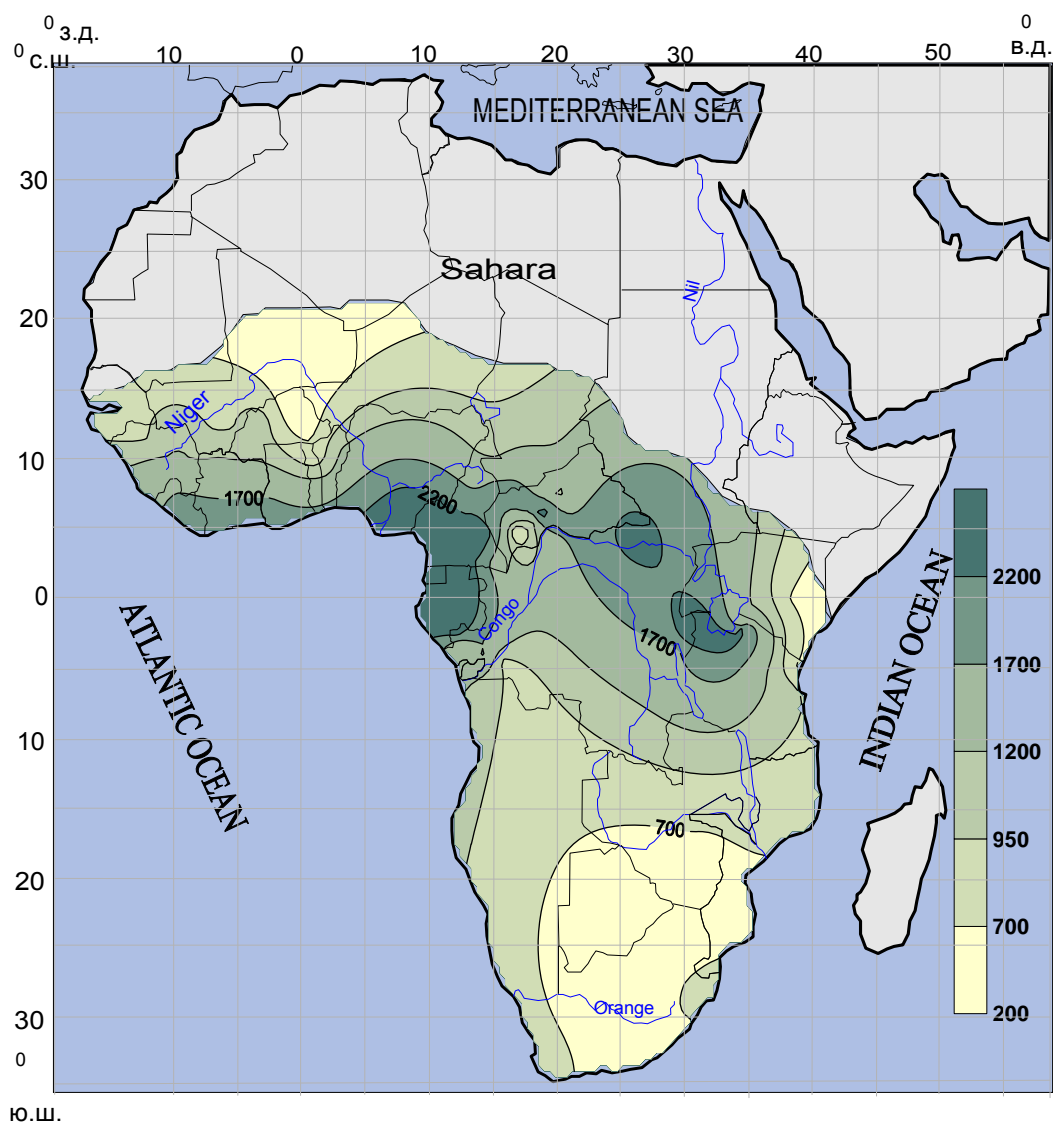 0 з.д.
0
0 с.ш.
10 0 10 20 30 40 50
в.д.
MEDITERRANEAN SEA
30
Sahara
Nil
20
Niger
10
1700
2200
0
Congo
1700
ATLANTIC OCEAN
INDIAN OCEAN
2200
1700
1200
950
700
200
10
700
20
Orange
30
0
ю.ш.